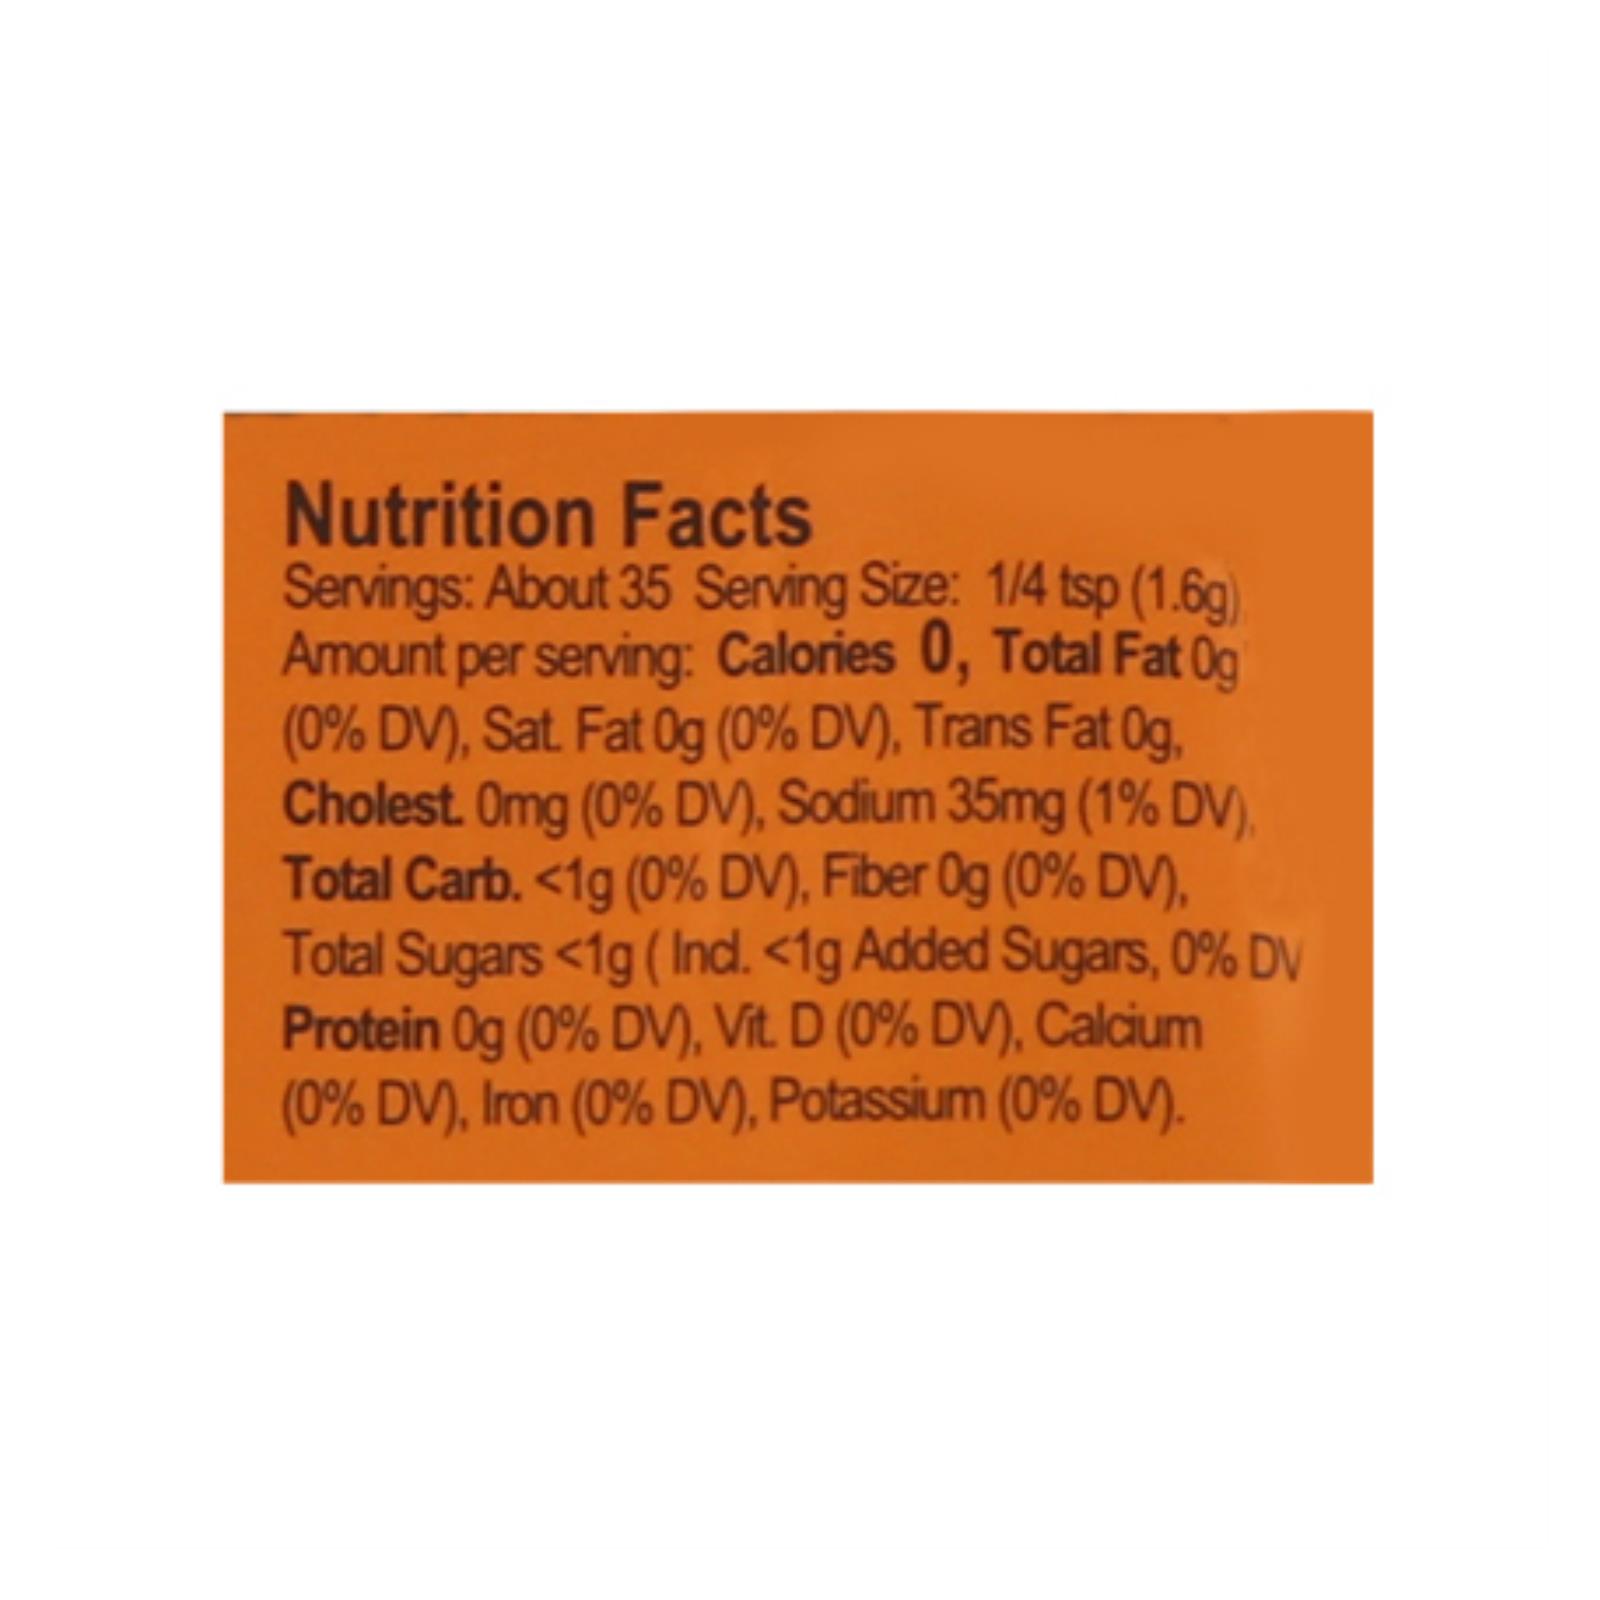 Nutrition Facts
Servings: About 35 Serving Size: 1/4 tsp (1.6g)
Amount per serving: Calories 0, Total Fat 0g
(0% DV), Sat. Fat 0g (0% DV), Trans Fat 0g,
Cholest. 0mg (0% DV), Sodium 35mg (1% DV),
Total Carb. <1g (0% DV), Fiber 0g (0% DV),
Total Sugars <1g ( Incl. <1g Added Sugars, 0% DV
Protein 0g (0% DV), Vit. D (0% DV), Calcium
(0% DV), Iron (0% DV), Potassium (0% DV).